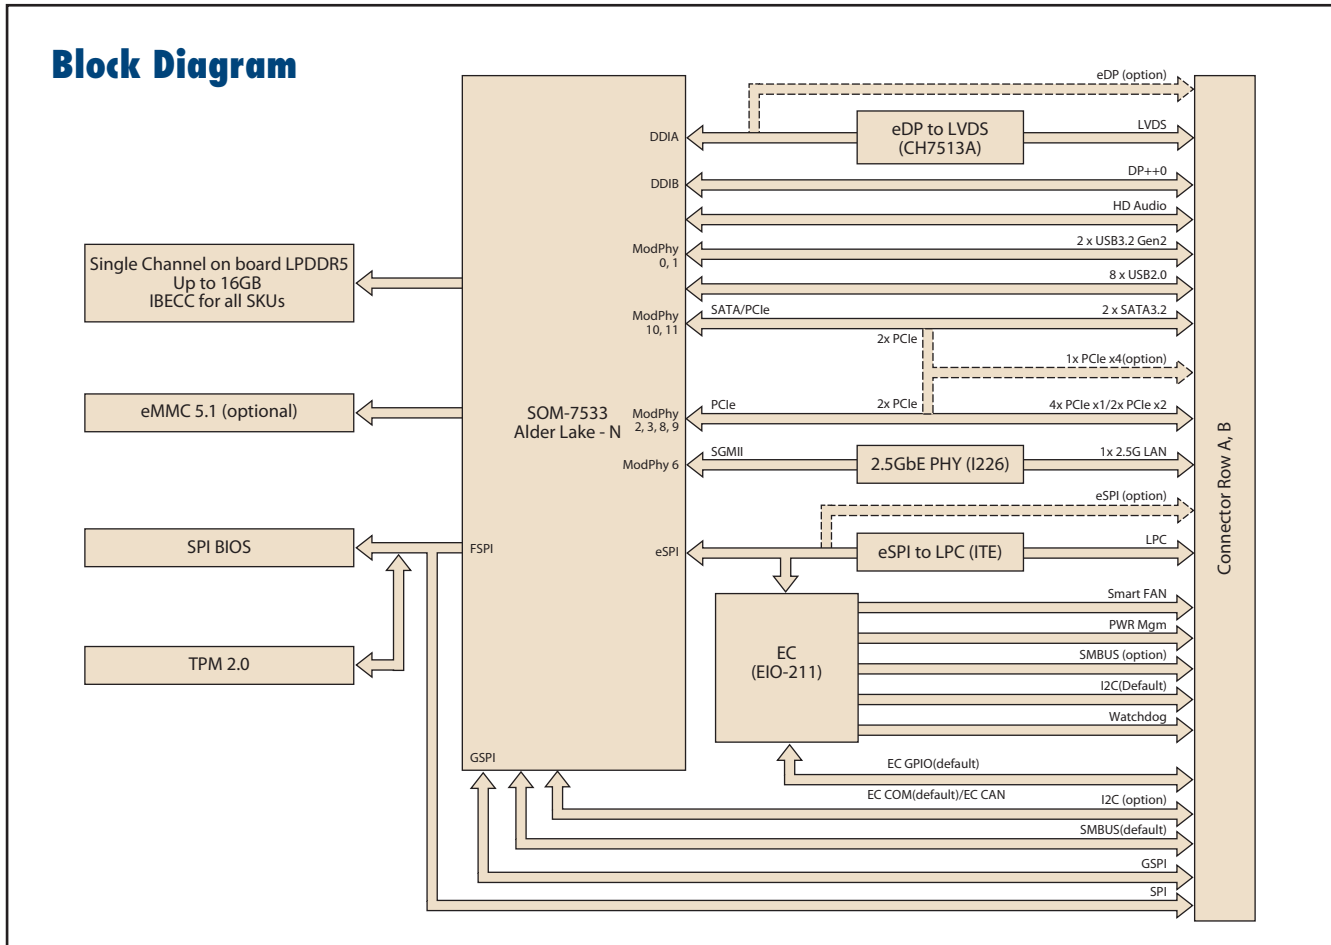 Block Diagram
eDP (option)
DDIA
eDP to LVDS
(CH7513A)
LVDS
DDIB
DP++0
HD Audio
Single Channel on board LPDDR5
Up to 16GB
IBECC for all SKUs
ModPhy
0, 1
2 x USB3.2 Gen2
8 x USB2.0
ModPhy
10, 11
SATA/PCIe
2 x SATA3.2
2x PCIe
1x PCIe x4(option)
eMMC 5.1 (optional)
SOM-7533
Alder Lake - N
ModPhy
2, 3, 8, 9
PCIe
2x PCIe
4x PCIe x1/2x PCIe x2
ModPhy 6
SGMII
2.5GbE PHY (I226)
1x 2.5G LAN
Connector Row A, B
eSPI (option)
SPI BIOS
FSPI
eSPI
eSPI to LPC (ITE)
LPC
TPM 2.0
EC
(EIO-211)
Smart FAN
PWR Mgm
SMBUS (option)
I2C(Default)
Watchdog
GSPI
EC GPIO(default)
EC COM(default)/EC CAN
I2C (option)
SMBUS(default)
GSPI
SPI